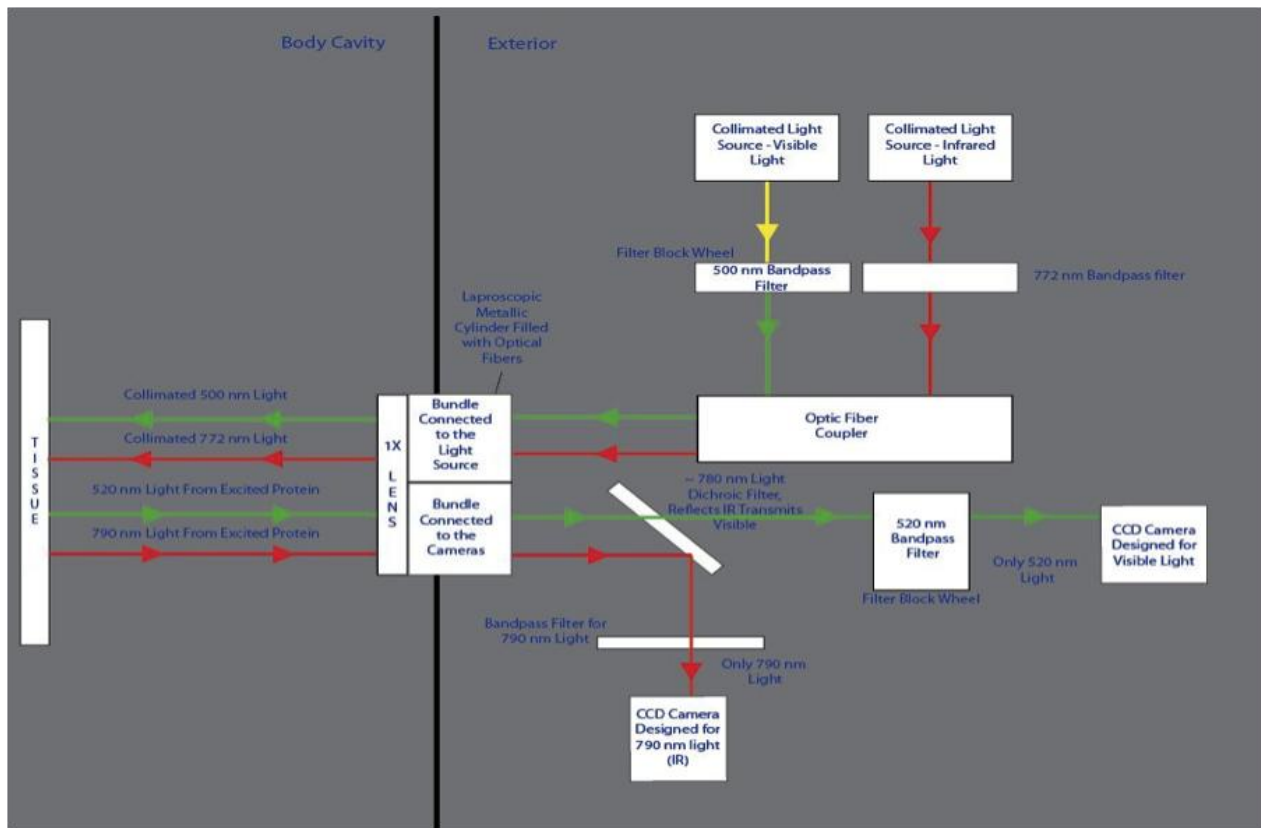 Body Cavity
Exterior
Collimated Light
Source - Visible
Light
Collimated Light
Source - Infrared
Light
Filter Block Wheel
500 nm Bandpass
Filter
772 nm Bandpass filter
Laproscopic
Metallic
Cylinder Filled
with Optical
Fibers
Collimated 500 nm Light
Collimated 772 nm Light
520 nm Light From Excited Protein
790 nm Light From Excited Protein
TISSUE
1X LENS
Bundle
Connected
to the
Light
Source
Bundle
Connected
to the
Cameras
Optic Fiber
Coupler
~ 780 nm Light
Dichroic Filter,
Reflects IR Transmits
Visible
520 nm
Bandpass
Filter
Filter Block Wheel
Only 520 nm
Light
CCD Camera
Designed for
Visible Light
Bandpass Filter for
790 nm Light
Only 790 nm
Light
CCD Camera
Designed for
790 nm light
(IR)